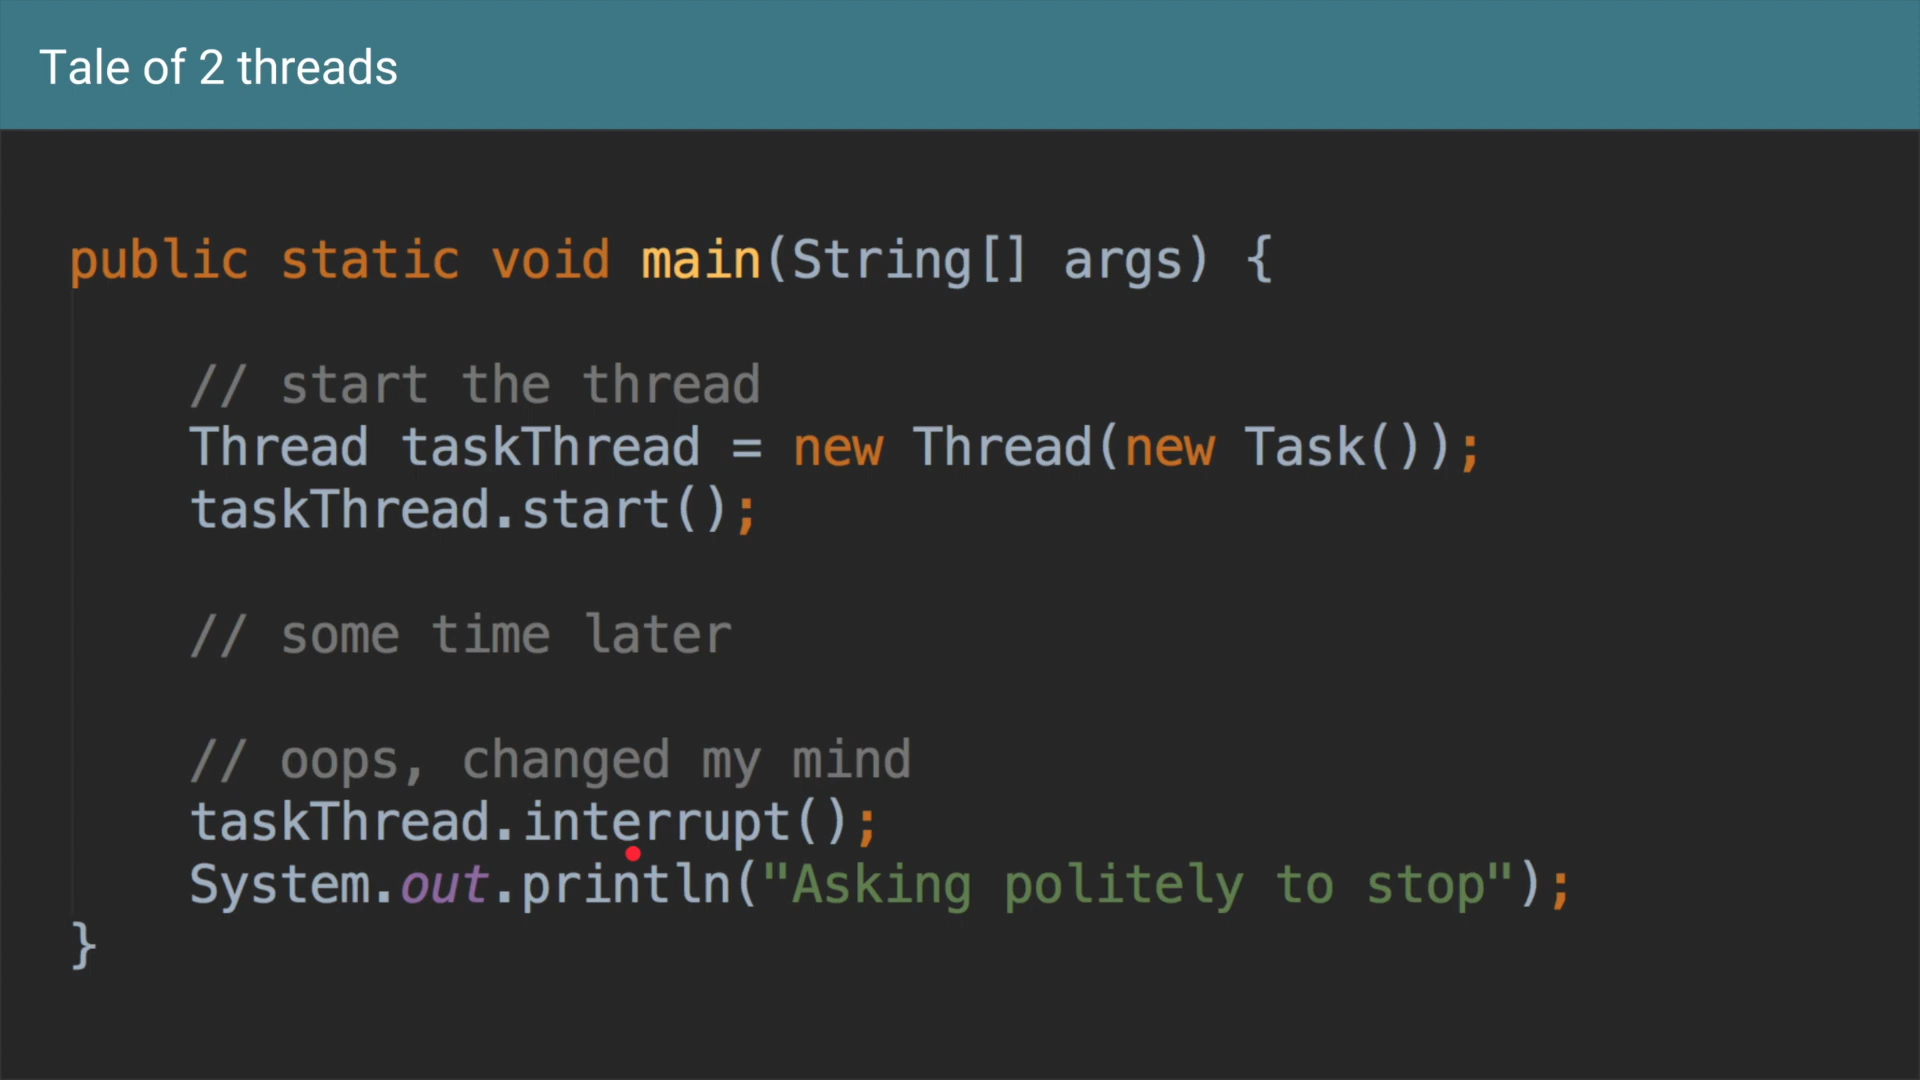 Tale of 2 threads
public static void main(String[] args) {
// start the thread
Thread taskThread = new Thread(new Task());
taskThread.start();
// some time later
// oops, changed my mind
taskThread.interrupt();
System.out.println("Asking politely to stop");
}